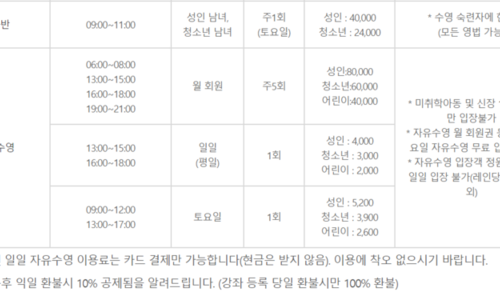 반
09:00~11:00
성인 남녀,
청소년 남녀
주1회
(토요일)
성인 : 40,000
청소년 : 24,000
* 수영 숙련자에
(모든 영법 가능
수영
06:00~08:00
13:00~15:00
16:00~18:00
19:00~21:00
월 회원
주5회
성인:80,000
청소년:60,000
어린이:40,000
13:00~15:00
16:00~18:00
일일
(평일)
1회
성인 : 4,000
청소년 : 3,000
어린이 : 2,000
09:00~12:00
13:00~17:00
토요일
1회
성인 : 5,200
청소년 : 3,900
어린이 : 2,600
* 미취학아동 및 신장
만 입장불가
* 자유수영 월 회원권
요일 자유수영 무료 입
* 자유수영 입장객 정원
일일 입장 불가(레인당
외)
일일 자유수영 이용료는 카드 결제만 가능합니다(현금은 받지 않음). 이용에 착오 없으시기 바랍니다.
후 익일 환불시 10% 공제됨을 알려드립니다. (강좌 등록 당일 환불시만 100% 환불)